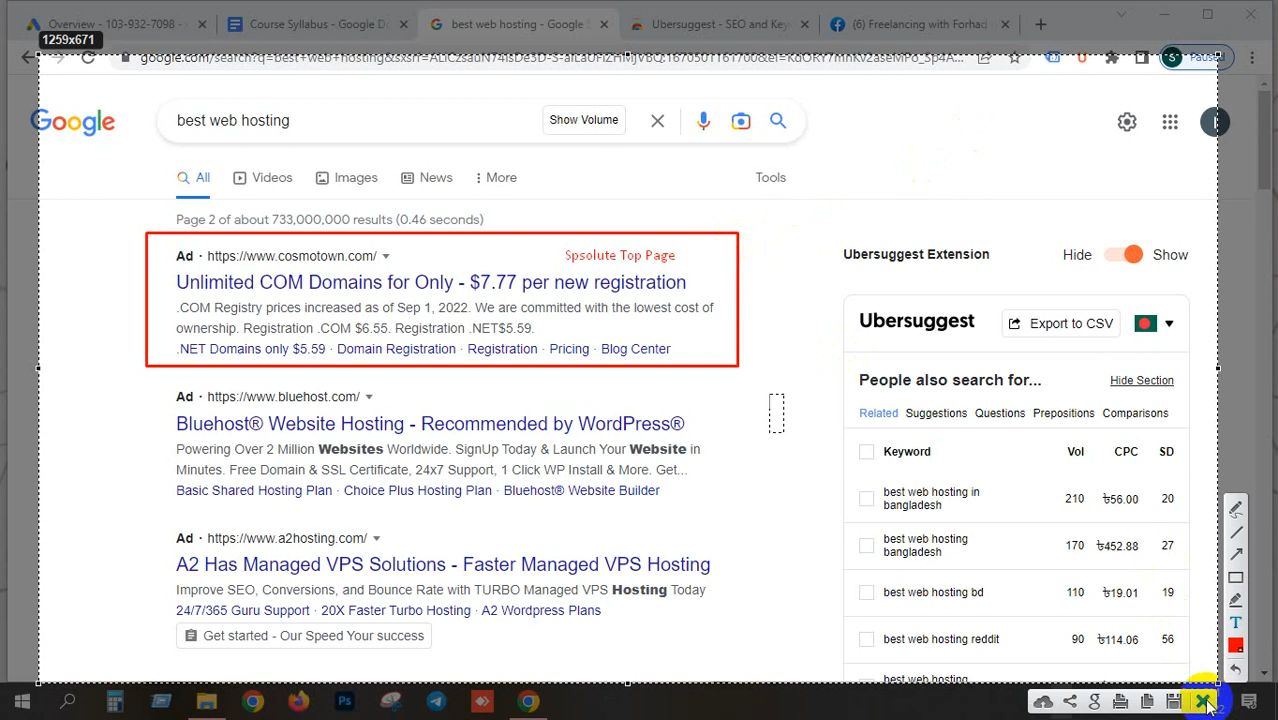 Overview - 103-932-7098 -
Course Syllabus - Google D
best web hosting - Google
Ubersuggest - SEO and Key
(6) Freelancing with Forhad
1259x671
Paused
Google
best web hosting
Show Volume
All
Videos
Images
News
More
Tools
Page 2 of about 733,000,000 results (0.46 seconds)
Ad · https://www.cosmotown.com/
Spsolute Top Page
Unlimited COM Domains for Only - $7.77 per new registration
.COM Registry prices increased as of Sep 1, 2022. We are committed with the lowest cost of
ownership. Registration .COM $6.55. Registration .NET$5.59.
.NET Domains only $5.59 · Domain Registration · Registration · Pricing · Blog Center
Ad · https://www.bluehost.com/
Bluehost® Website Hosting - Recommended by WordPress®
Powering Over 2 Million Websites Worldwide. SignUp Today & Launch Your Website in
Minutes. Free Domain & SSL Certificate, 24x7 Support, 1 Click WP Install & More. Get...
Basic Shared Hosting Plan · Choice Plus Hosting Plan · Bluehost® Website Builder
Ad · https://www.a2hosting.com/
A2 Has Managed VPS Solutions - Faster Managed VPS Hosting
Improve SEO, Conversions, and Bounce Rate with TURBO Managed VPS Hosting Today
24/7/365 Guru Support · 20X Faster Turbo Hosting · A2 Wordpress Plans
Get started - Our Speed Your success
Ubersuggest Extension
Hide
Show
Ubersuggest
Export to CSV
People also search for...
Hide Section
Related Suggestions Questions Prepositions Comparisons
Keyword Vol CPC SD
best web hosting in
bangladesh
210 ৳56.00 20
best web hosting
bangladesh
170 ৳452.88 27
best web hosting bd 110 ৳19.01 19
best web hosting reddit 90 ৳114.06 56
best web hosting